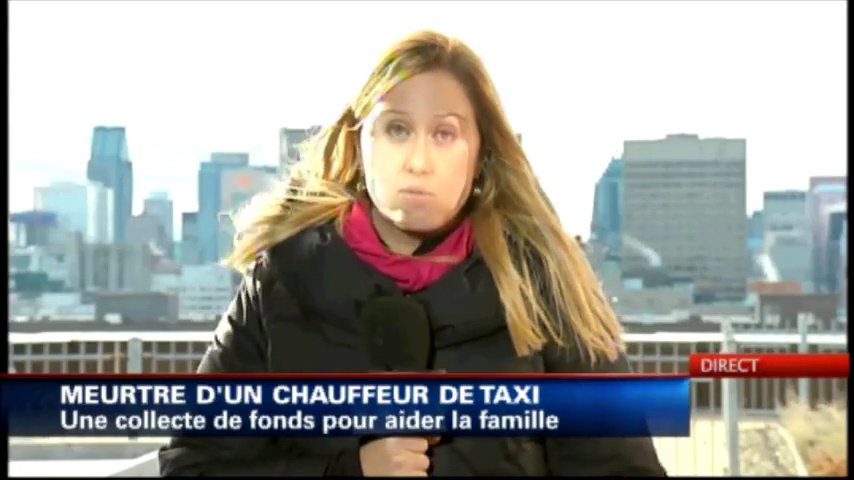 DIRECT
MEURTRE D'UN CHAUFFEUR DE TAXI
Une collecte de fonds pour aider la famille